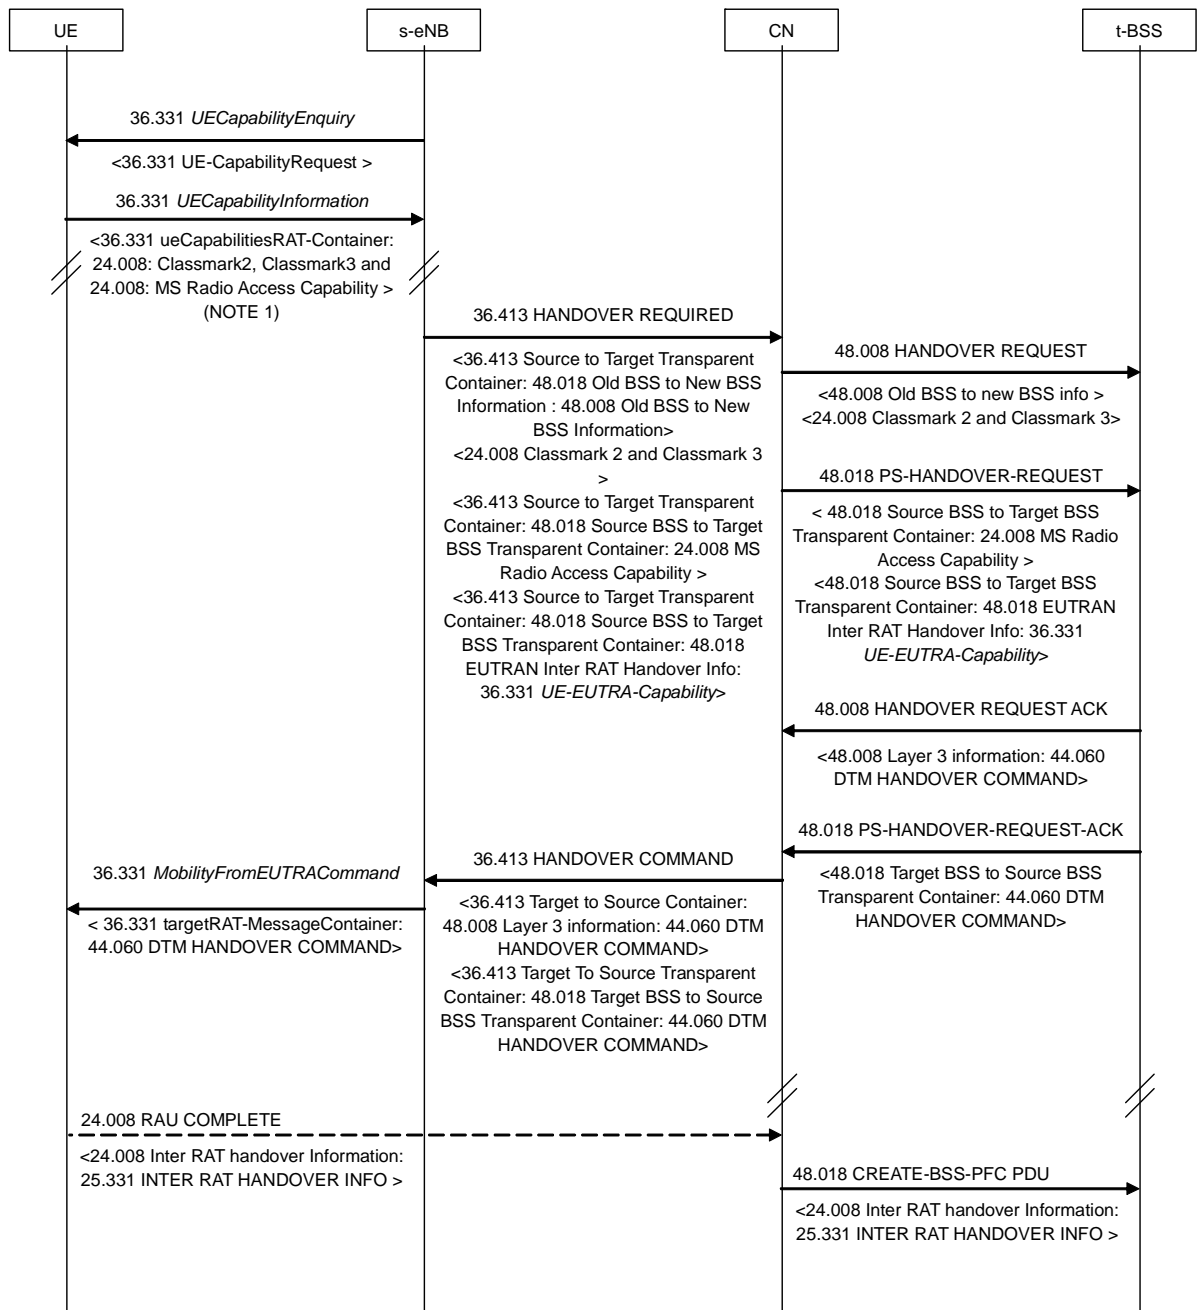 UE
s-eNB
CN
t-BSS
36.331 UECapabilityEnquiry
<36.331 UE-CapabilityRequest >
36.331 UECapabilityInformation
<36.331 ueCapabilitiesRAT-Container:
24.008: Classmark2, Classmark3 and
24.008: MS Radio Access Capability >
(NOTE 1)
36.413 HANDOVER REQUIRED
<36.413 Source to Target Transparent
Container: 48.018 Old BSS to New BSS
Information : 48.008 Old BSS to New
BSS Information>
<24.008 Classmark 2 and Classmark 3
>
<36.413 Source to Target Transparent
Container: 48.018 Source BSS to Target
BSS Transparent Container: 24.008 MS
Radio Access Capability >
<36.413 Source to Target Transparent
Container: 48.018 Source BSS to Target
BSS Transparent Container: 48.018
EUTRAN Inter RAT Handover Info:
36.331 UE-EUTRA-Capability>
48.008 HANDOVER REQUEST
<48.008 Old BSS to new BSS info >
<24.008 Classmark 2 and Classmark 3>
48.018 PS-HANDOVER-REQUEST
< 48.018 Source BSS to Target BSS
Transparent Container: 24.008 MS Radio
Access Capability >
<48.018 Source BSS to Target BSS
Transparent Container: 48.018 EUTRAN
Inter RAT Handover Info: 36.331
UE-EUTRA-Capability>
48.008 HANDOVER REQUEST ACK
<48.008 Layer 3 information: 44.060
DTM HANDOVER COMMAND>
48.018 PS-HANDOVER-REQUEST-ACK
<48.018 Target BSS to Source BSS
Transparent Container: 44.060 DTM
HANDOVER COMMAND>
36.413 HANDOVER COMMAND
<36.413 Target to Source Container:
48.008 Layer 3 information: 44.060 DTM
HANDOVER COMMAND>
<36.413 Target To Source Transparent
Container: 48.018 Target BSS to Source
BSS Transparent Container: 44.060 DTM
HANDOVER COMMAND>
36.331 MobilityFromEUTRACommand
< 36.331 targetRAT-MessageContainer:
44.060 DTM HANDOVER COMMAND>
24.008 RAU COMPLETE
<24.008 Inter RAT handover Information:
25.331 INTER RAT HANDOVER INFO >
48.018 CREATE-BSS-PFC PDU
<24.008 Inter RAT handover Information:
25.331 INTER RAT HANDOVER INFO >